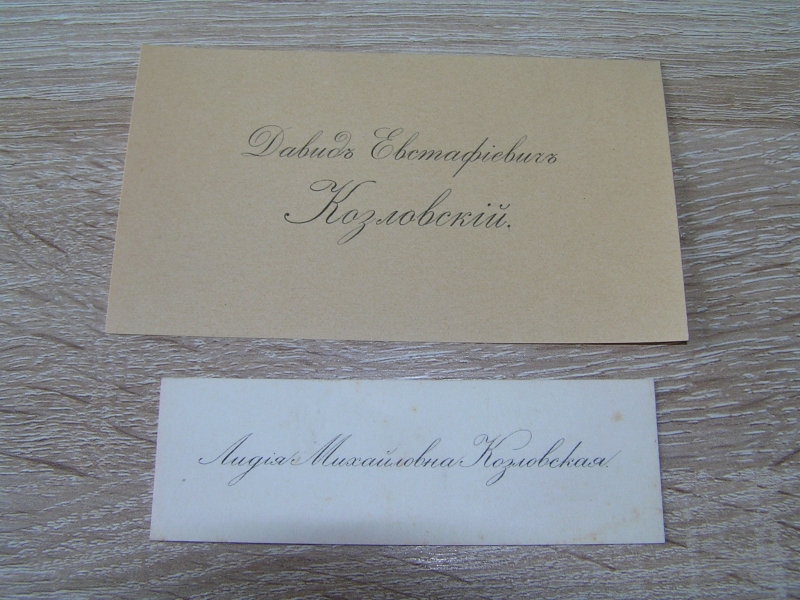 Давидъ Евстафіевичъ
Козловскій.
Лидія Михайловна Козловская.